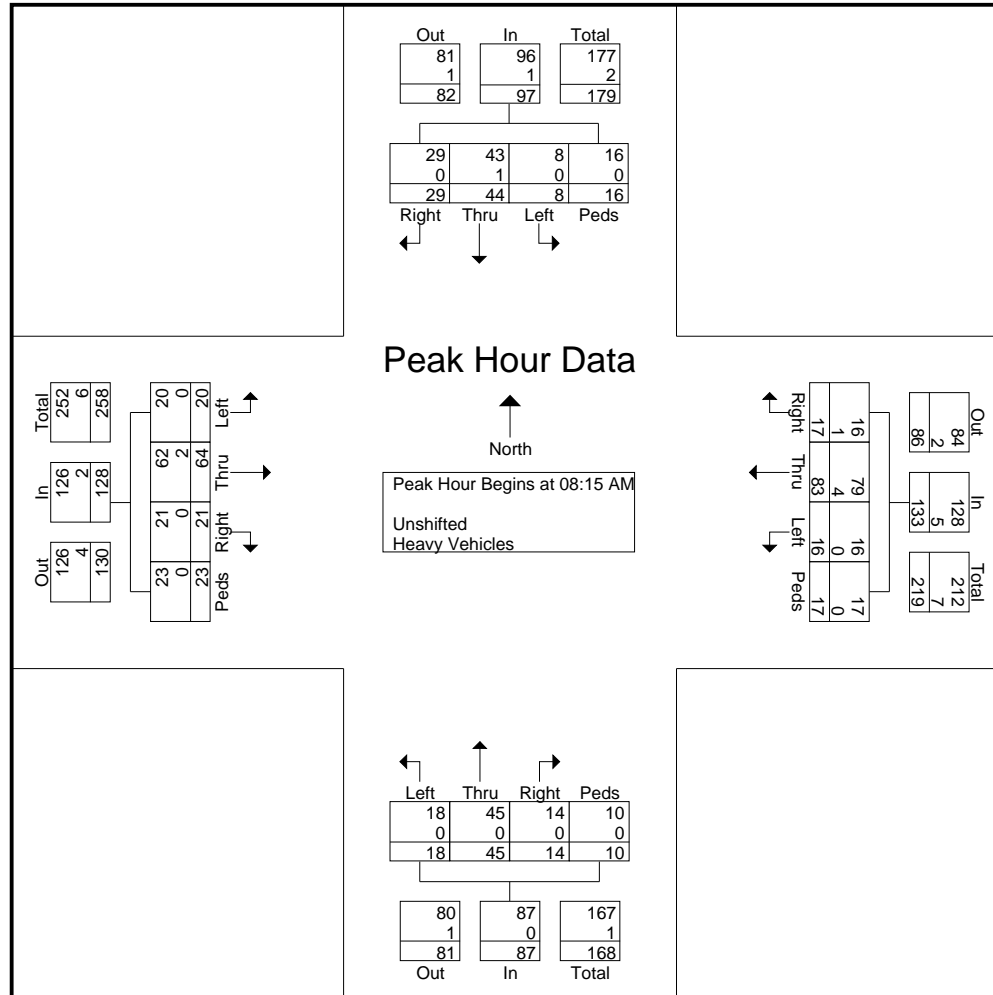 Out In Total
81 96 177
1 1 2
82 97 179
29 43 8 16
0 1 0 0
29 44 8 16
Right Thru Left Peds
Peak Hour Data
North
Peak Hour Begins at 08:15 AM
Unshifted
Heavy Vehicles
Total In Out
252 126 126
6 2 4
258 128 130
20 62 21 23
0 2 0 0
20 64 21 23
Left Thru Right Peds
Right Thru Left Peds
17 83 16 17
1 4 0 0
16 79 16 17
Out In Total
84 128 212
2 5 7
86 133 219
Left Thru Right Peds
18 45 14 10
0 0 0 0
18 45 14 10
80 87 167
1 0 1
81 87 168
Out In Total